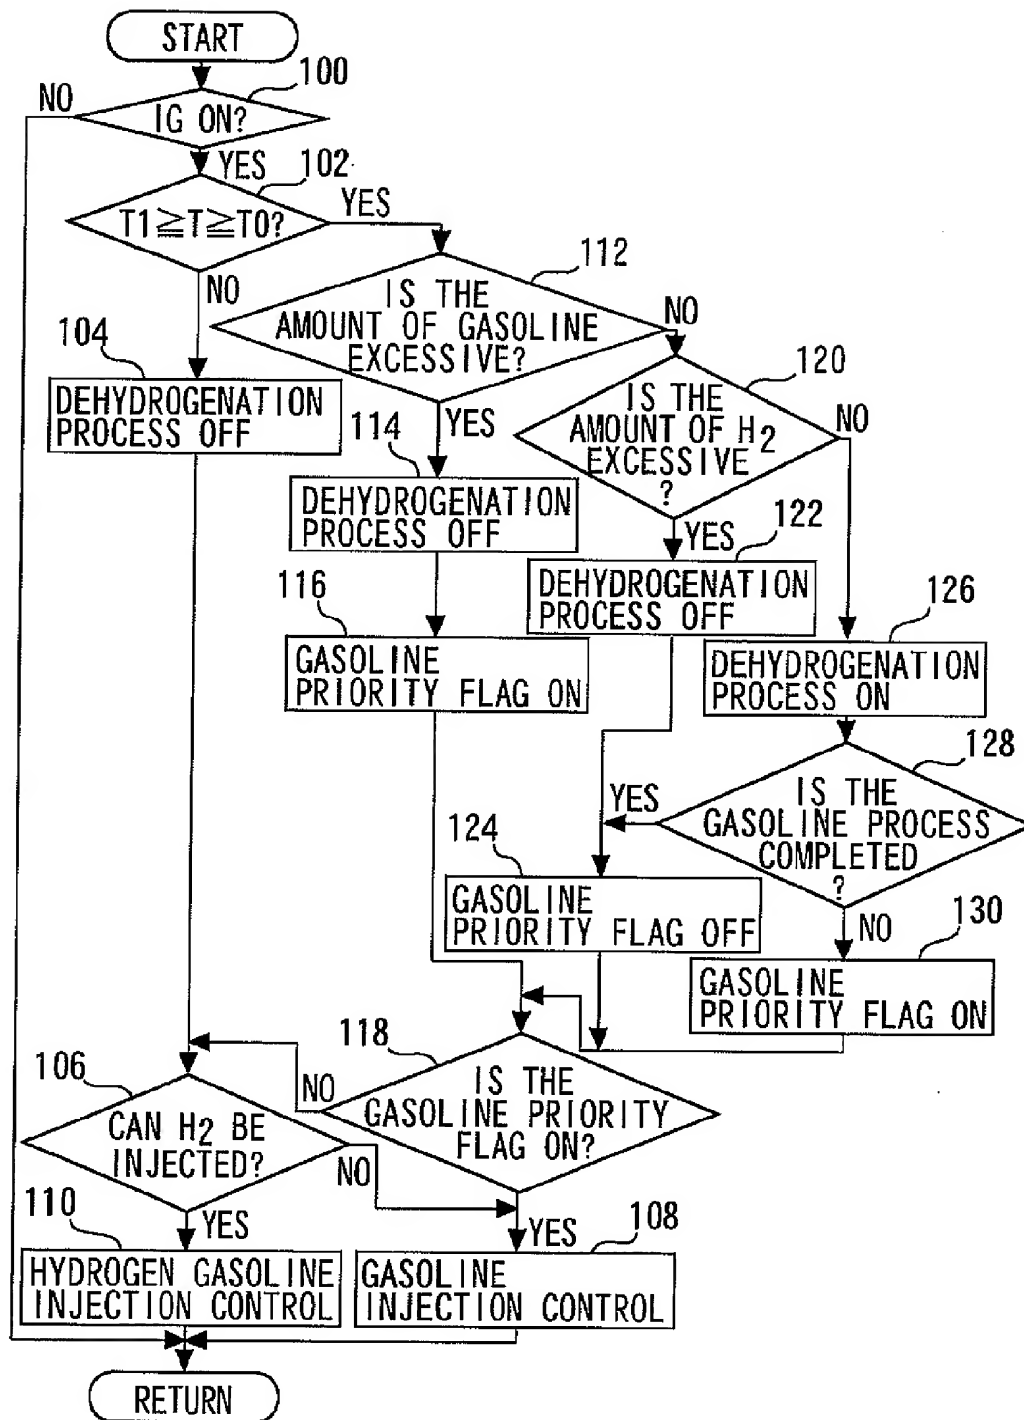 START
100
NO
IG ON?
YES
102
T1≧T≧T0?
YES
NO
112
IS THE
AMOUNT OF GASOLINE
EXCESSIVE?
NO
YES
104
DEHYDROGENATION
PROCESS OFF
120
IS THE
AMOUNT OF H2
EXCESSIVE
?
NO
YES
114
DEHYDROGENATION
PROCESS OFF
122
DEHYDROGENATION
PROCESS OFF
116
GASOLINE
PRIORITY FLAG ON
126
DEHYDROGENATION
PROCESS ON
128
IS THE
GASOLINE PROCESS
COMPLETED
?
YES
NO
124
GASOLINE
PRIORITY FLAG OFF
130
GASOLINE
PRIORITY FLAG ON
118
IS THE
GASOLINE PRIORITY
FLAG ON?
NO
YES
106
CAN H2 BE
INJECTED?
NO
YES
110
HYDROGEN GASOLINE
INJECTION CONTROL
108
GASOLINE
INJECTION CONTROL
RETURN